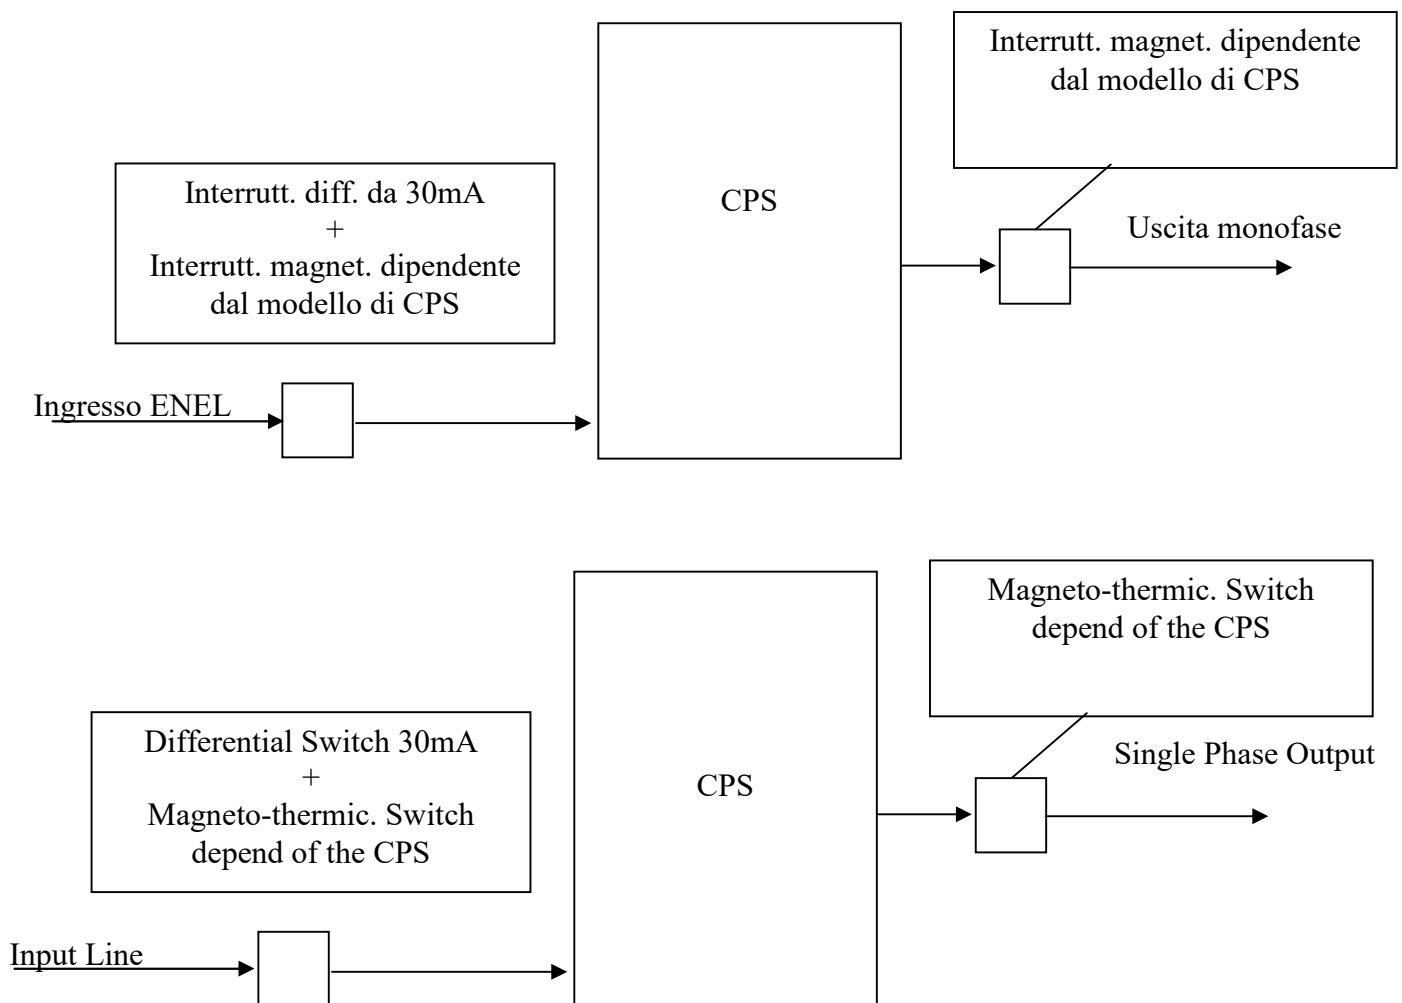 Interrutt. magnet. dipendente
dal modello di CPS
Interrutt. diff. da 30mA
+
Interrutt. magnet. dipendente
dal modello di CPS
CPS
Uscita monofase
Ingresso ENEL
Magneto-thermic. Switch
depend of the CPS
Differential Switch 30mA
+
Magneto-thermic. Switch
depend of the CPS
CPS
Single Phase Output
Input Line